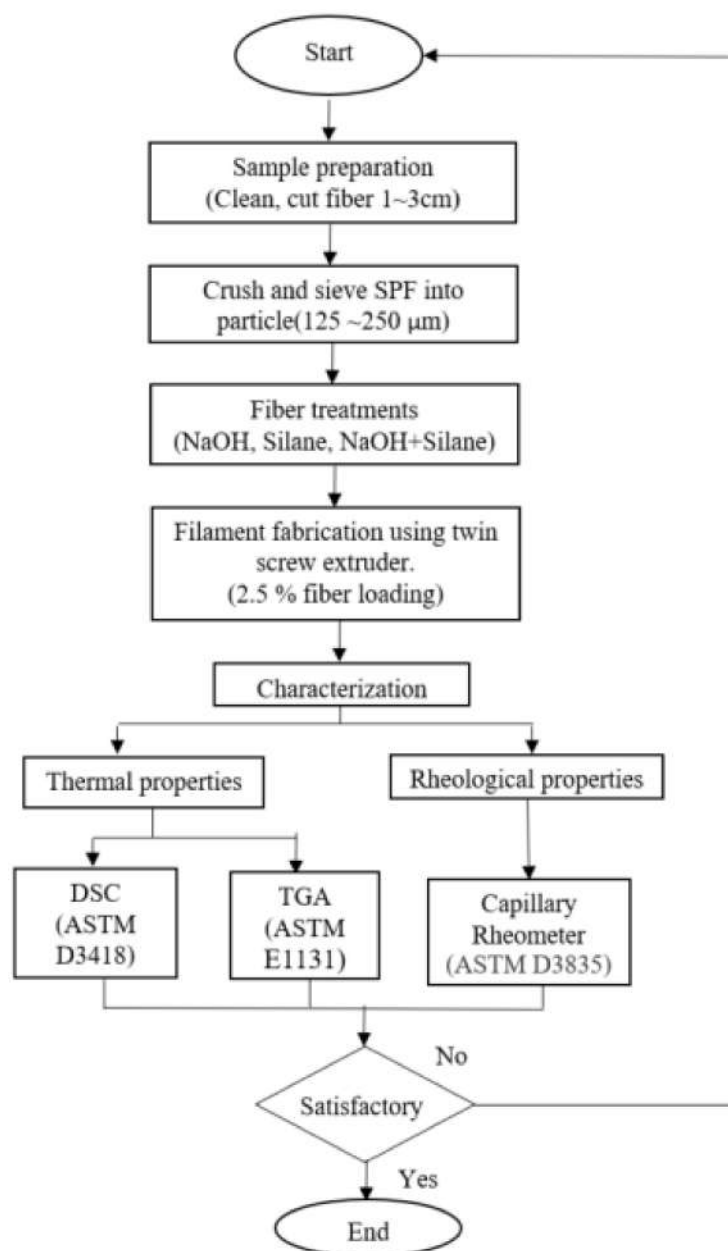 Start
Sample preparation
(Clean, cut fiber 1~3cm)
Crush and sieve SPF into
particle(125 ~250 μm)
Fiber treatments
(NaOH, Silane, NaOH+Silane)
Filament fabrication using twin
screw extruder.
(2.5 % fiber loading)
Characterization
Thermal properties
Rheological properties
DSC
(ASTM
D3418)
TGA
(ASTM
E1131)
Capillary
Rheometer
(ASTM D3835)
No
Satisfactory
Yes
End